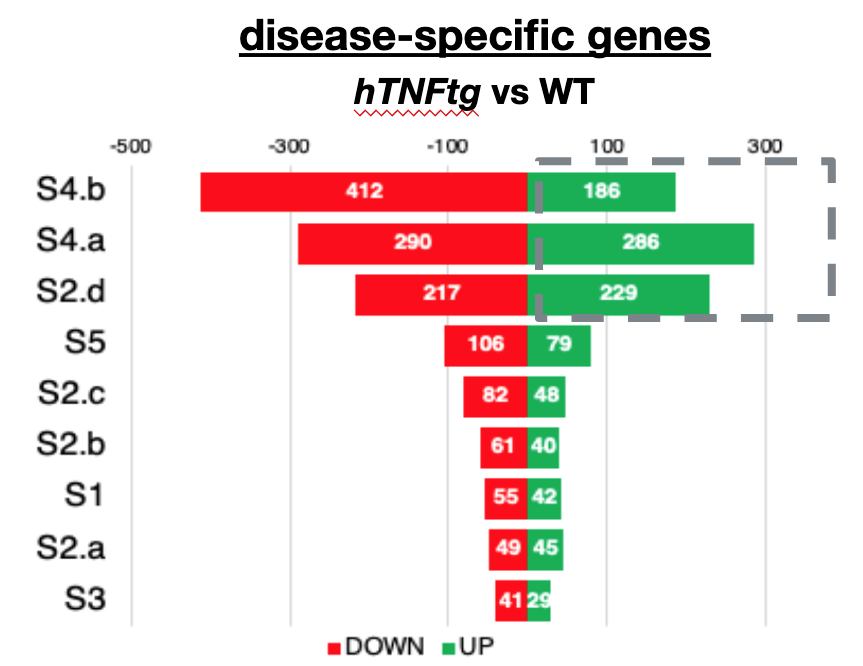 disease-specific genes
hTNFtg vs WT
-500 -300 -100 100 300
S4.b 412 186
S4.a 290 286
S2.d 217 229
S5 106 79
S2.c 82 48
S2.b 61 40
S1 55 42
S2.a 49 45
S3 41 29
DOWN UP